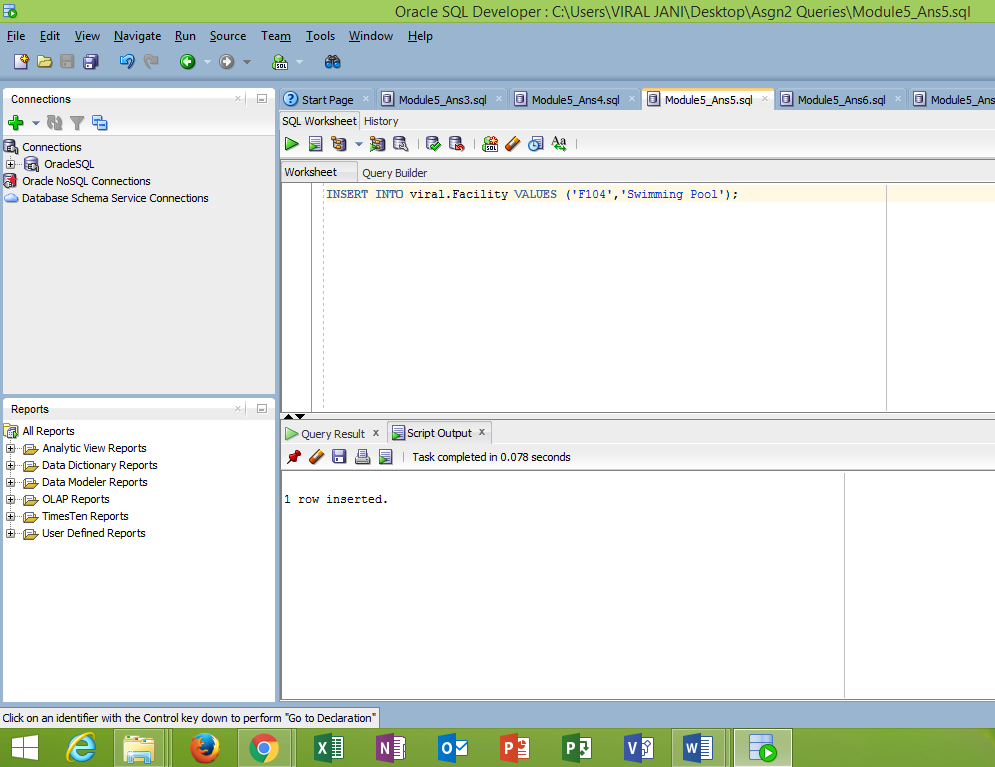 Oracle SQL Developer : C:\Users\VIRAL JANI\Desktop\Asgn2 Queries\Module5_Ans5.sql
File Edit View Navigate Run Source Team Tools Window Help
Connections
Connections
OracleSQL
Oracle NoSQL Connections
Database Schema Service Connections
Reports
All Reports
Analytic View Reports
Data Dictionary Reports
Data Modeler Reports
OLAP Reports
TimesTen Reports
User Defined Reports
Start Page Module5_Ans3.sql Module5_Ans4.sql Module5_Ans5.sql Module5_Ans6.sql Module5_Ans
SQL Worksheet History
Worksheet Query Builder
INSERT INTO viral.Facility VALUES ('F104','Swimming Pool');
Query Result x Script Output x
Task completed in 0.078 seconds
1 row inserted.
Click on an identifier with the Control key down to perform "Go to Declaration"